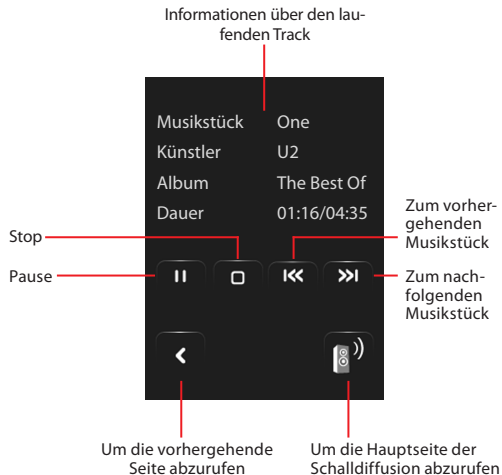 Informationen über den lau-
fenden Track
Musikstück One
Künstler U2
Album The Best Of
Dauer 01:16/04:35
Zum vorher-
gehenden
Musikstück
Stop
Pause
Zum nach-
folgenden
Musikstück
Um die vorhergehende
Seite abzurufen
Um die Hauptseite der
Schalldiffusion abzurufen